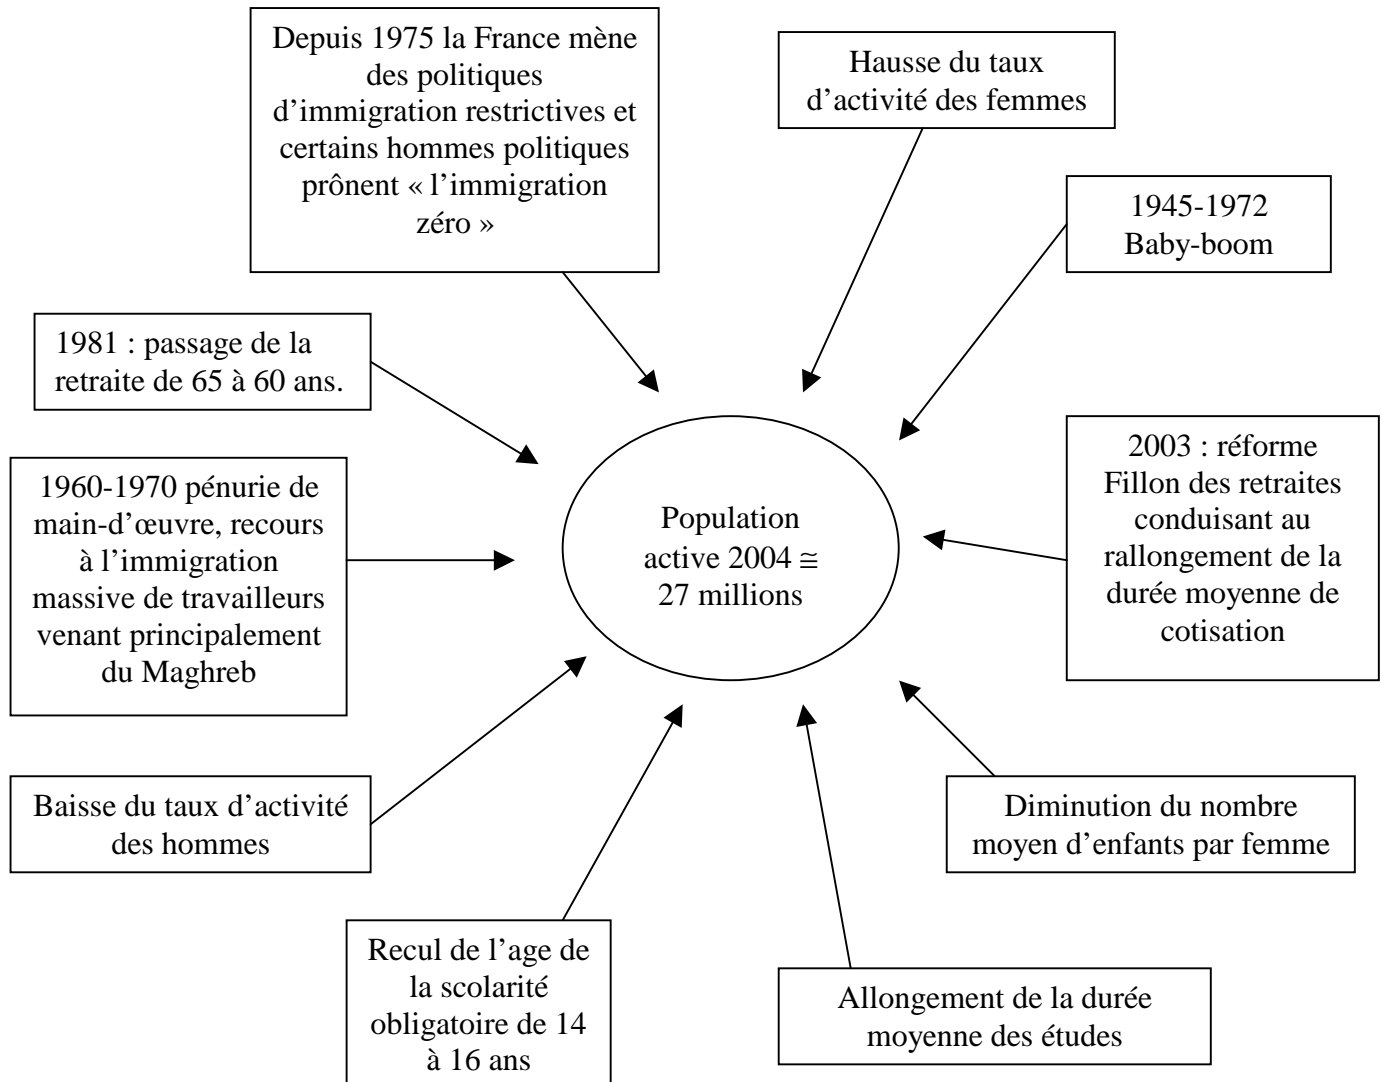 Depuis 1975 la France mène
des politiques
d’immigration restrictives et
certains hommes politiques
prônent « l’immigration
zéro »
Hausse du taux
d’activité des femmes
1945-1972
Baby-boom
1981 : passage de la
retraite de 65 à 60 ans.
2003 : réforme
Fillon des retraites
conduisant au
rallongement de la
durée moyenne de
cotisation
1960-1970 pénurie de
main-d’œuvre, recours
à l’immigration
massive de travailleurs
venant principalement
du Maghreb
Population
active 2004 ≅
27 millions
Baisse du taux d’activité
des hommes
Diminution du nombre
moyen d’enfants par femme
Recul de l’age de
la scolarité
obligatoire de 14
à 16 ans
Allongement de la durée
moyenne des études